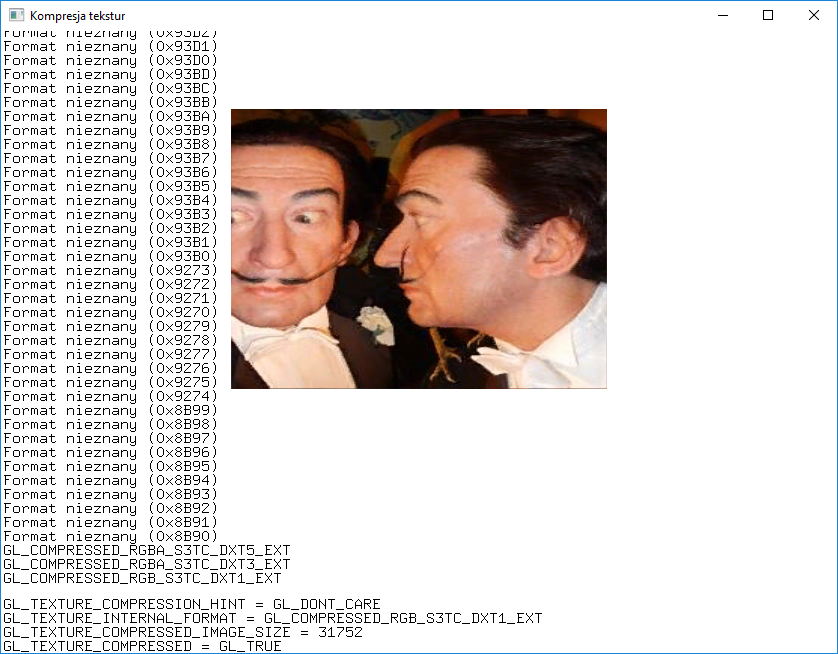 Kompresja tekstur
Format nieznany (0x93D2)
Format nieznany (0x93D1)
Format nieznany (0x93D0)
Format nieznany (0x93BD)
Format nieznany (0x93BC)
Format nieznany (0x93BB)
Format nieznany (0x93BA)
Format nieznany (0x93B9)
Format nieznany (0x93B8)
Format nieznany (0x93B7)
Format nieznany (0x93B6)
Format nieznany (0x93B5)
Format nieznany (0x93B4)
Format nieznany (0x93B3)
Format nieznany (0x93B2)
Format nieznany (0x93B1)
Format nieznany (0x93B0)
Format nieznany (0x9273)
Format nieznany (0x9272)
Format nieznany (0x9271)
Format nieznany (0x9270)
Format nieznany (0x9279)
Format nieznany (0x9278)
Format nieznany (0x9277)
Format nieznany (0x9276)
Format nieznany (0x9275)
Format nieznany (0x9274)
Format nieznany (0x8B99)
Format nieznany (0x8B98)
Format nieznany (0x8B97)
Format nieznany (0x8B96)
Format nieznany (0x8B95)
Format nieznany (0x8B94)
Format nieznany (0x8B93)
Format nieznany (0x8B92)
Format nieznany (0x8B91)
Format nieznany (0x8B90)
GL_COMPRESSED_RGBA_S3TC_DXT5_EXT
GL_COMPRESSED_RGBA_S3TC_DXT3_EXT
GL_COMPRESSED_RGB_S3TC_DXT1_EXT
GL_TEXTURE_COMPRESSION_HINT = GL_DONT_CARE
GL_TEXTURE_INTERNAL_FORMAT = GL_COMPRESSED_RGB_S3TC_DXT1_EXT
GL_TEXTURE_COMPRESSED_IMAGE_SIZE = 31752
GL_TEXTURE_COMPRESSED = GL_TRUE